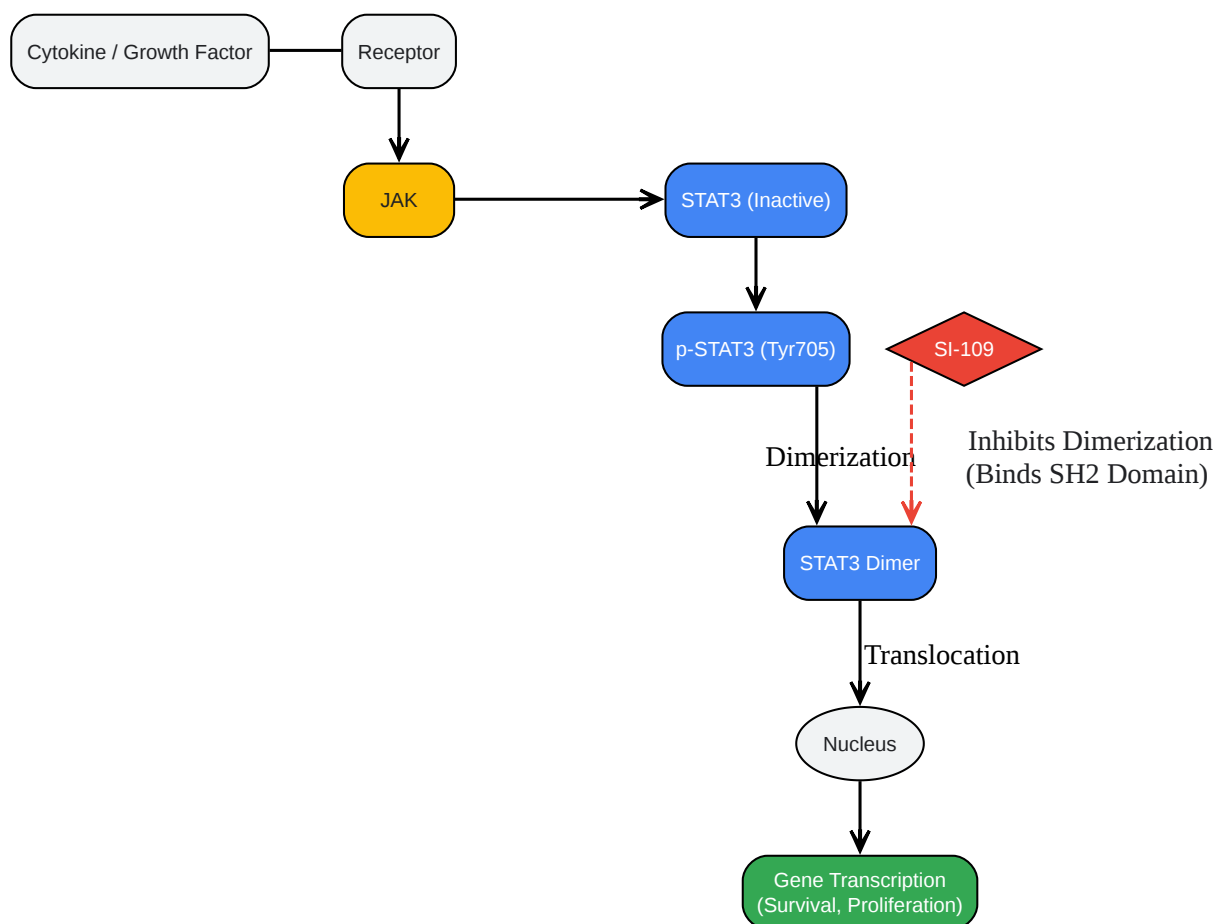 Cytokine / Growth Factor
Receptor
JAK
STAT3 (Inactive)
p-STAT3 (Tyr705)
SI-109
Dimerization
Inhibits Dimerization
(Binds SH2 Domain)
STAT3 Dimer
Translocation
Nucleus
Gene Transcription
(Survival, Proliferation)